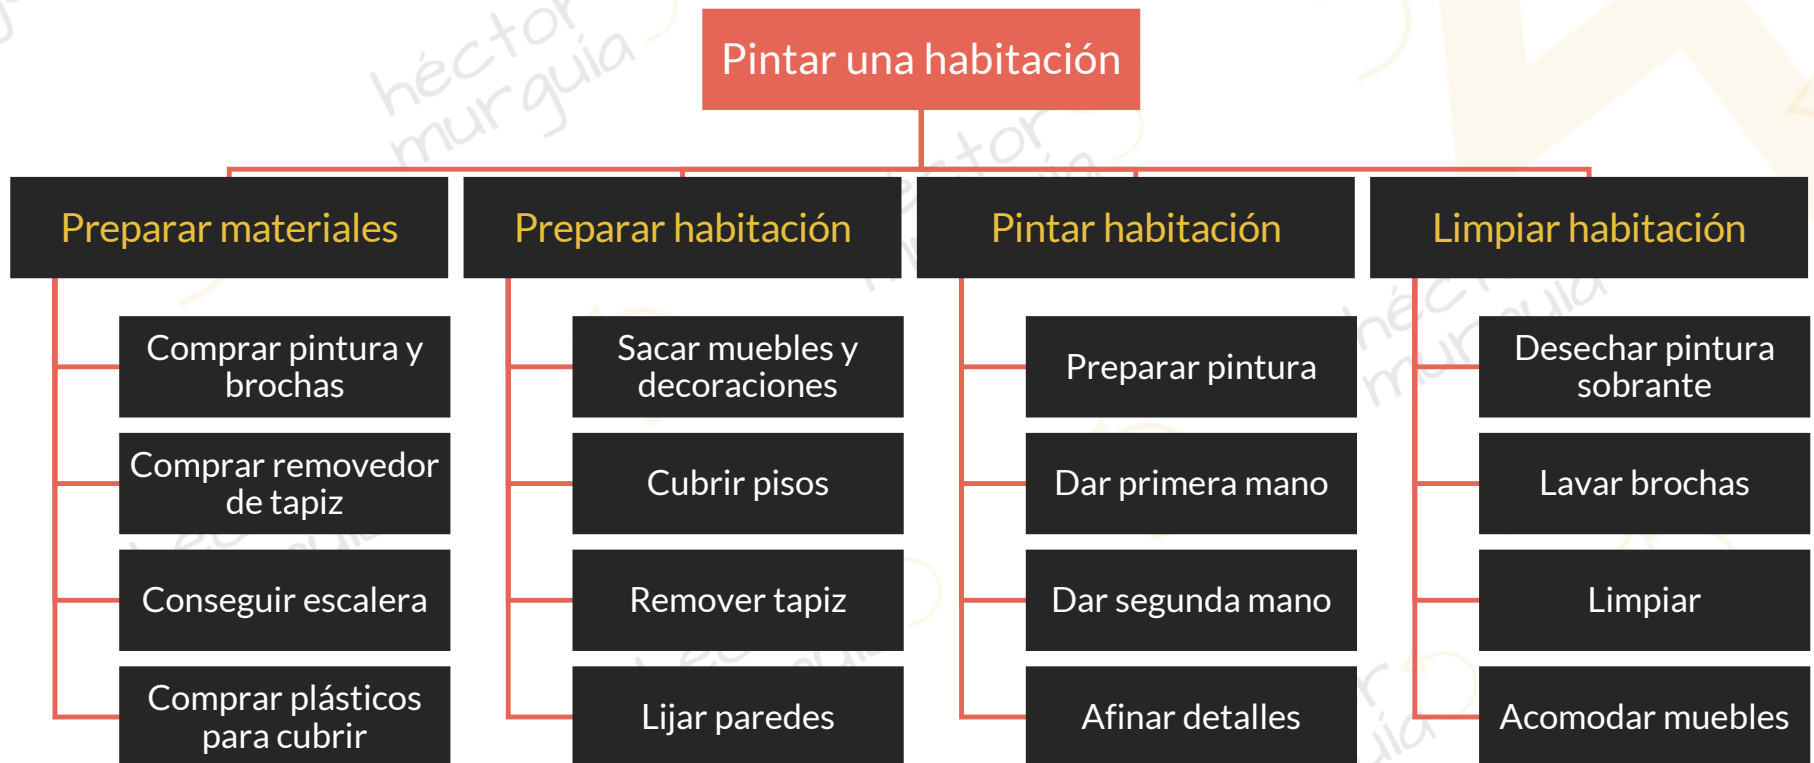 héctor
murguía
Pintar una habitación
Preparar materiales
Preparar habitación
Pintar habitación
Limpiar habitación
Comprar pintura y
brochas
Comprar removedor
de tapiz
Conseguir escalera
Comprar plásticos
para cubrir
Sacar muebles y
decoraciones
Cubrir pisos
Remover tapiz
Lijar paredes
Preparar pintura
Dar primera mano
Dar segunda mano
Afinar detalles
Desechar pintura
sobrante
Lavar brochas
Limpiar
Acomodar muebles